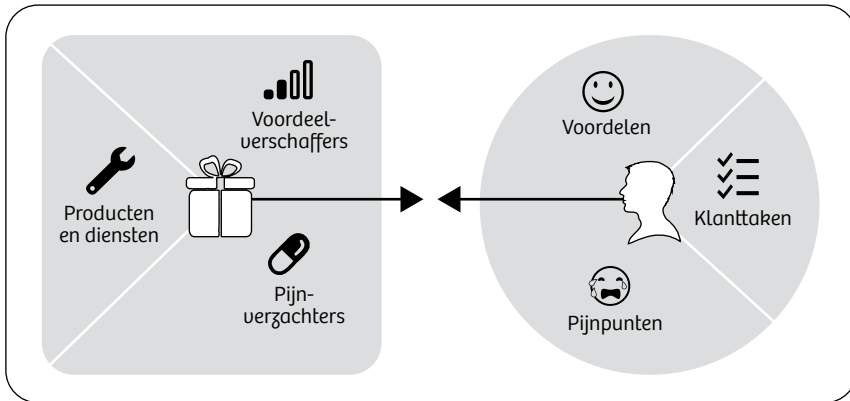 Voordeel-
verschaffers
Producten
en diensten
Pijn-
verzachters
Voordelen
Klanttaken
Pijnpunten